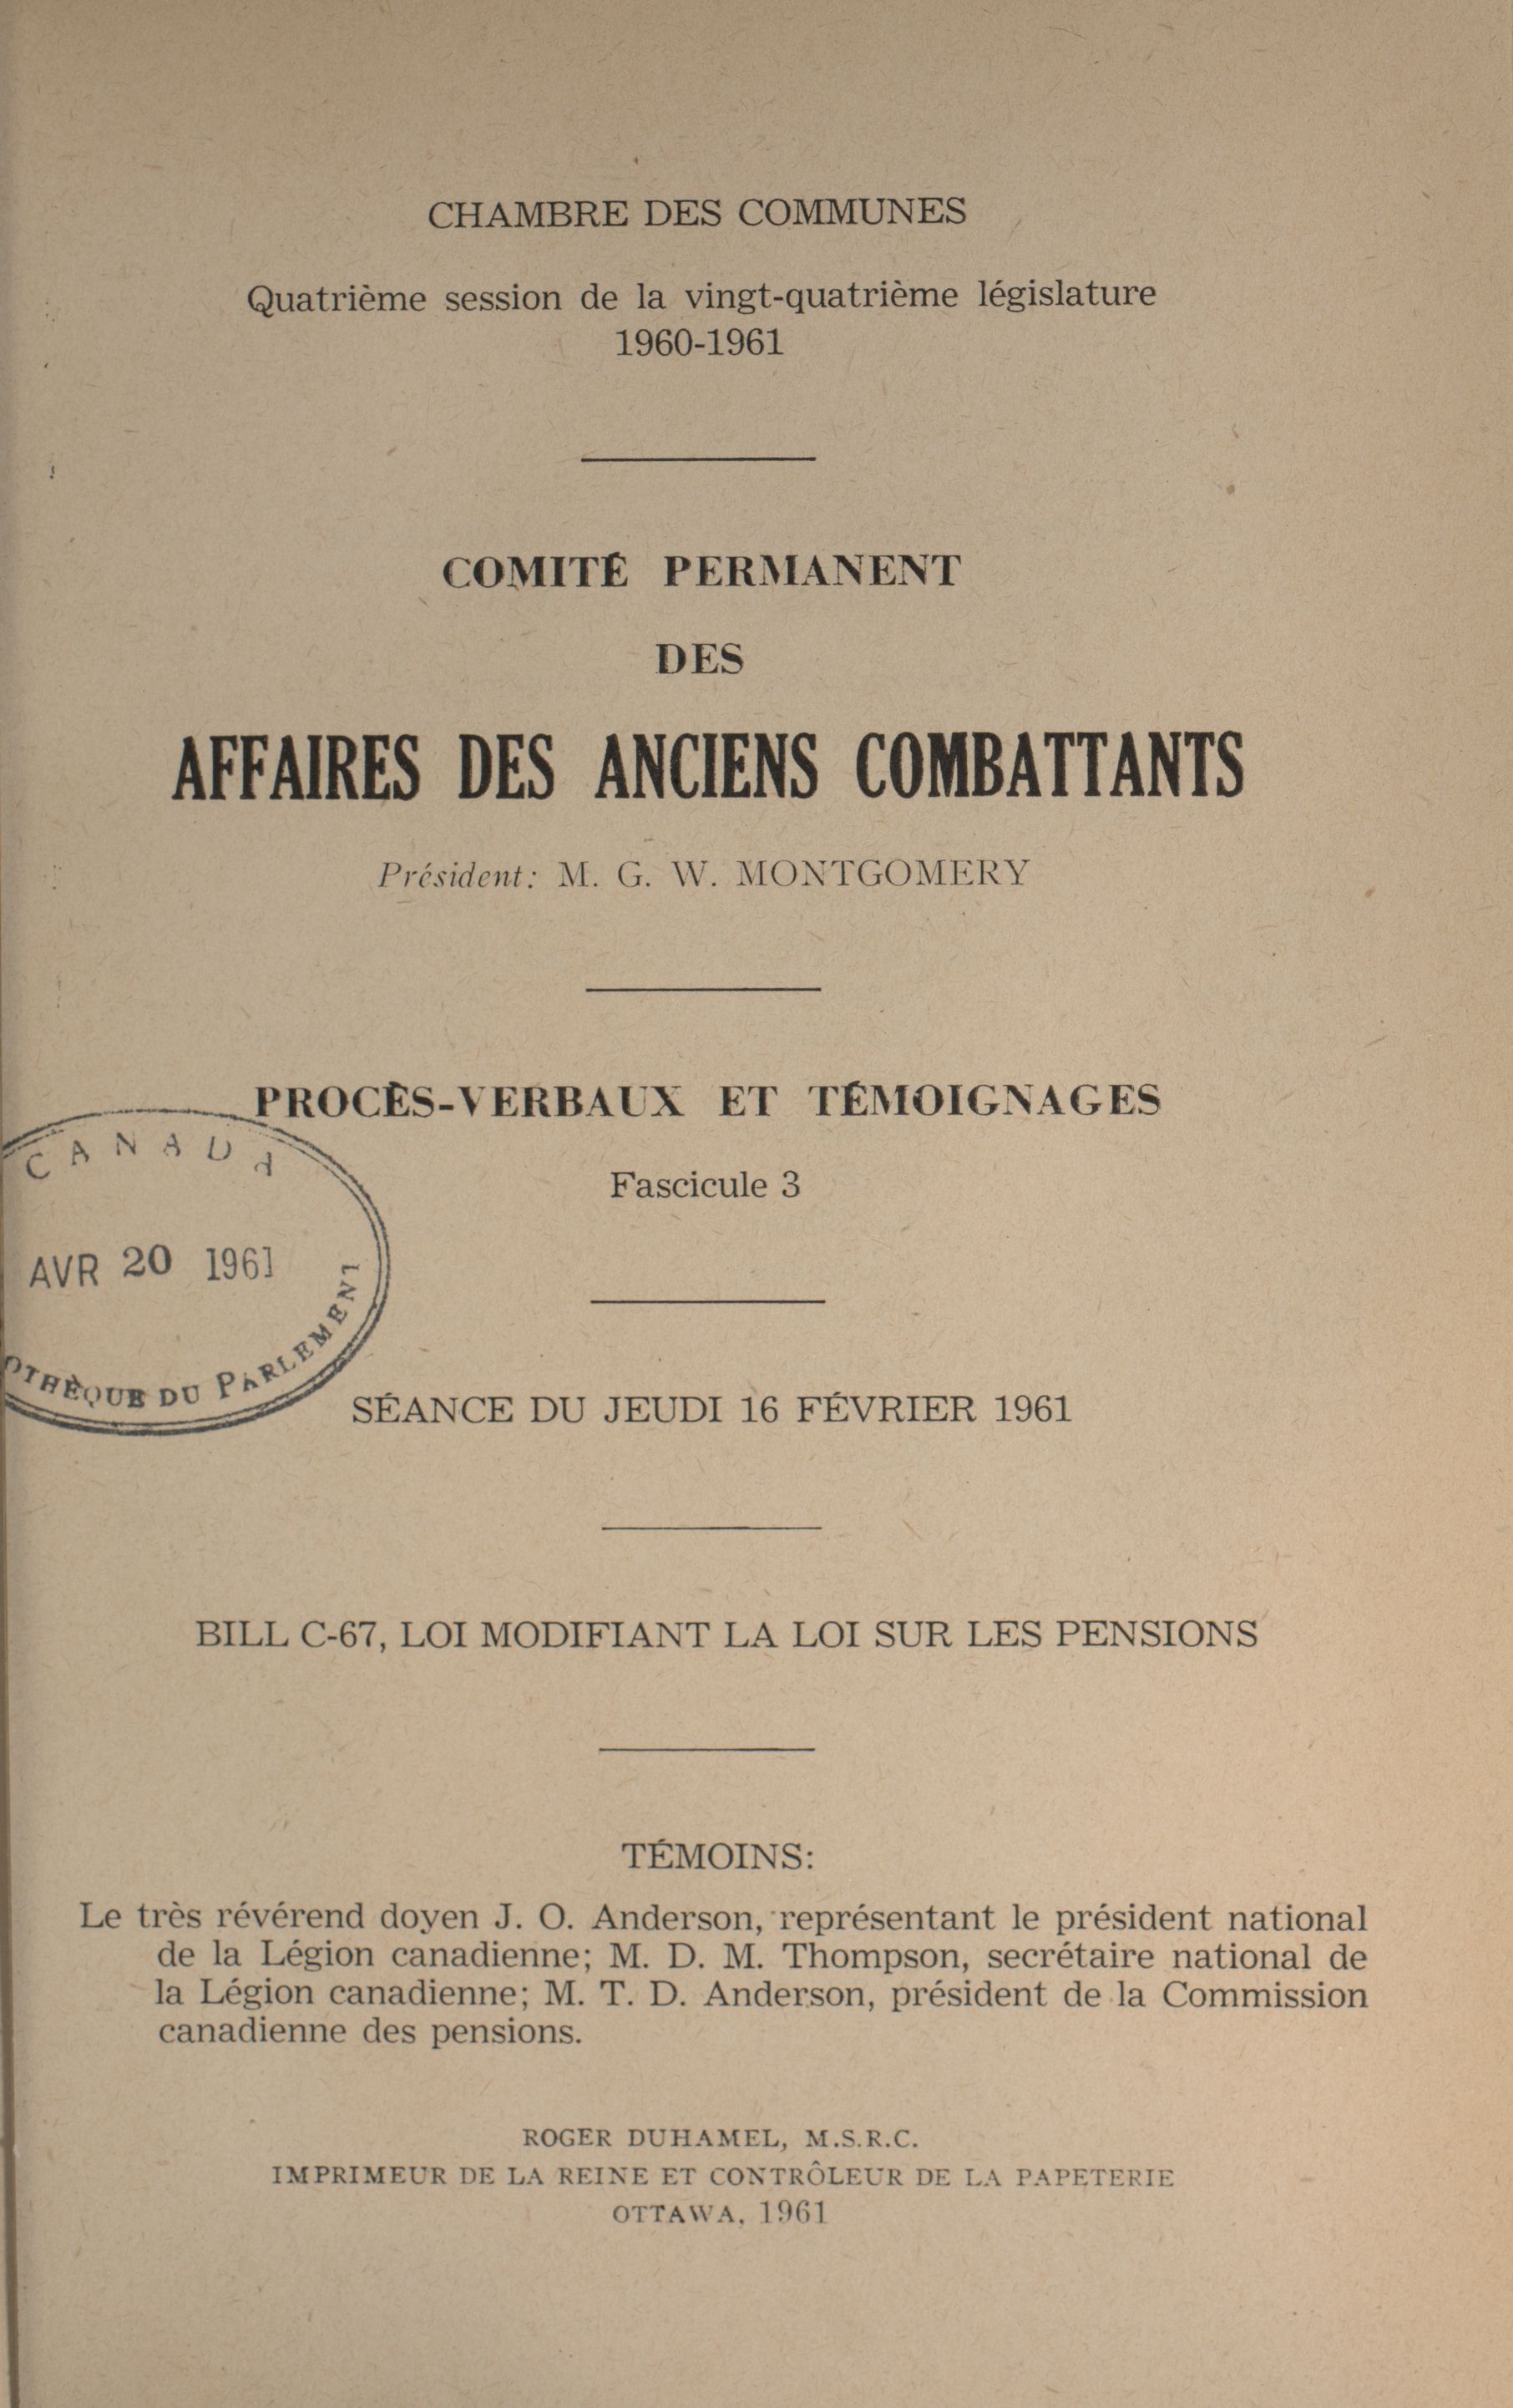 CHAMBRE DES COMMUNES
Quatrième session de la vingt-quatrième législature
1960-1961
COMITÉ PERMANENT
DES
AFFAIRES DES ANCIENS COMBATTANTS
Président: M. G. W. MONTGOMERY
PROCÈS-VERBAUX ET TÉMOIGNAGES
CANADA
Fascicule 3
AVR 20 1961
OTHÈQUE DU PARLEMENT
SÉANCE DU JEUDI 16 FÉVRIER 1961
BILL C-67, LOI MODIFIANT LA LOI SUR LES PENSIONS
TÉMOINS:
Le très révérend doyen J. O. Anderson, représentant le président national
de la Légion canadienne; M. D. M. Thompson, secrétaire national de
la Légion canadienne; M. T. D. Anderson, président de la Commission
canadienne des pensions.
ROGER DUHAMEL, M.S.R.C.
IMPRIMEUR DE LA REINE ET CONTRÔLEUR DE LA PAPETERIE
OTTAWA, 1961